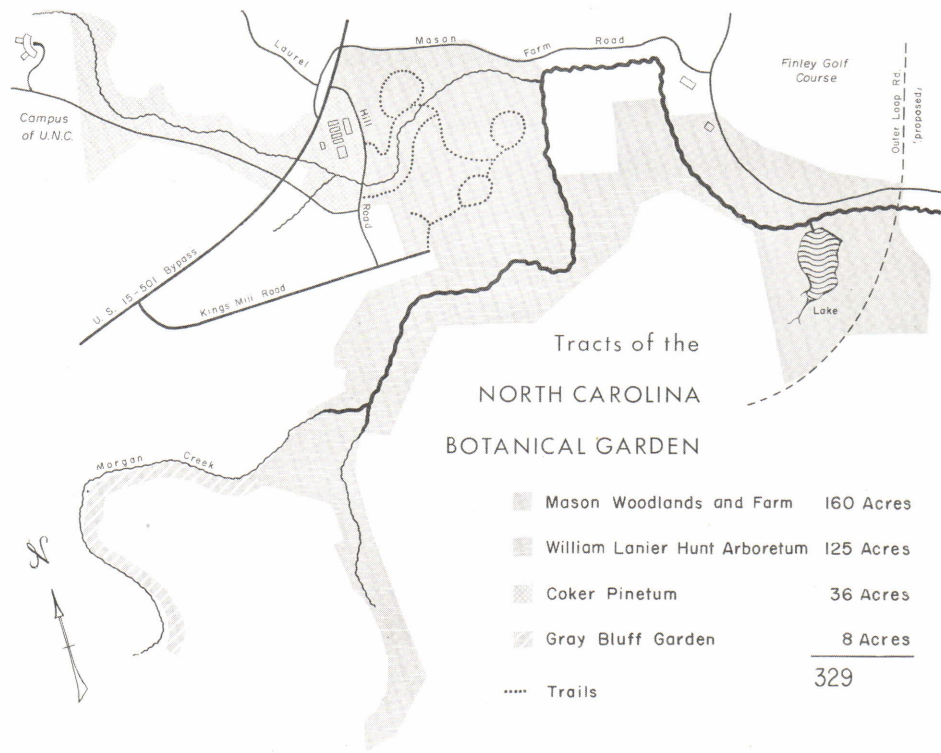 Laurel
Hill
Road
Mason Farm Road
Finley Golf
Course
Outer Loop Rd.
(proposed)
Campus
of U.N.C.
U. S. 15-501 Bypass
Kings Mill Road
Lake
Tracts of the
NORTH CAROLINA
BOTANICAL GARDEN
Morgan Creek
N
Mason Woodlands and Farm 160 Acres
William Lanier Hunt Arboretum 125 Acres
Coker Pinetum 36 Acres
Gray Bluff Garden 8 Acres
329
Trails